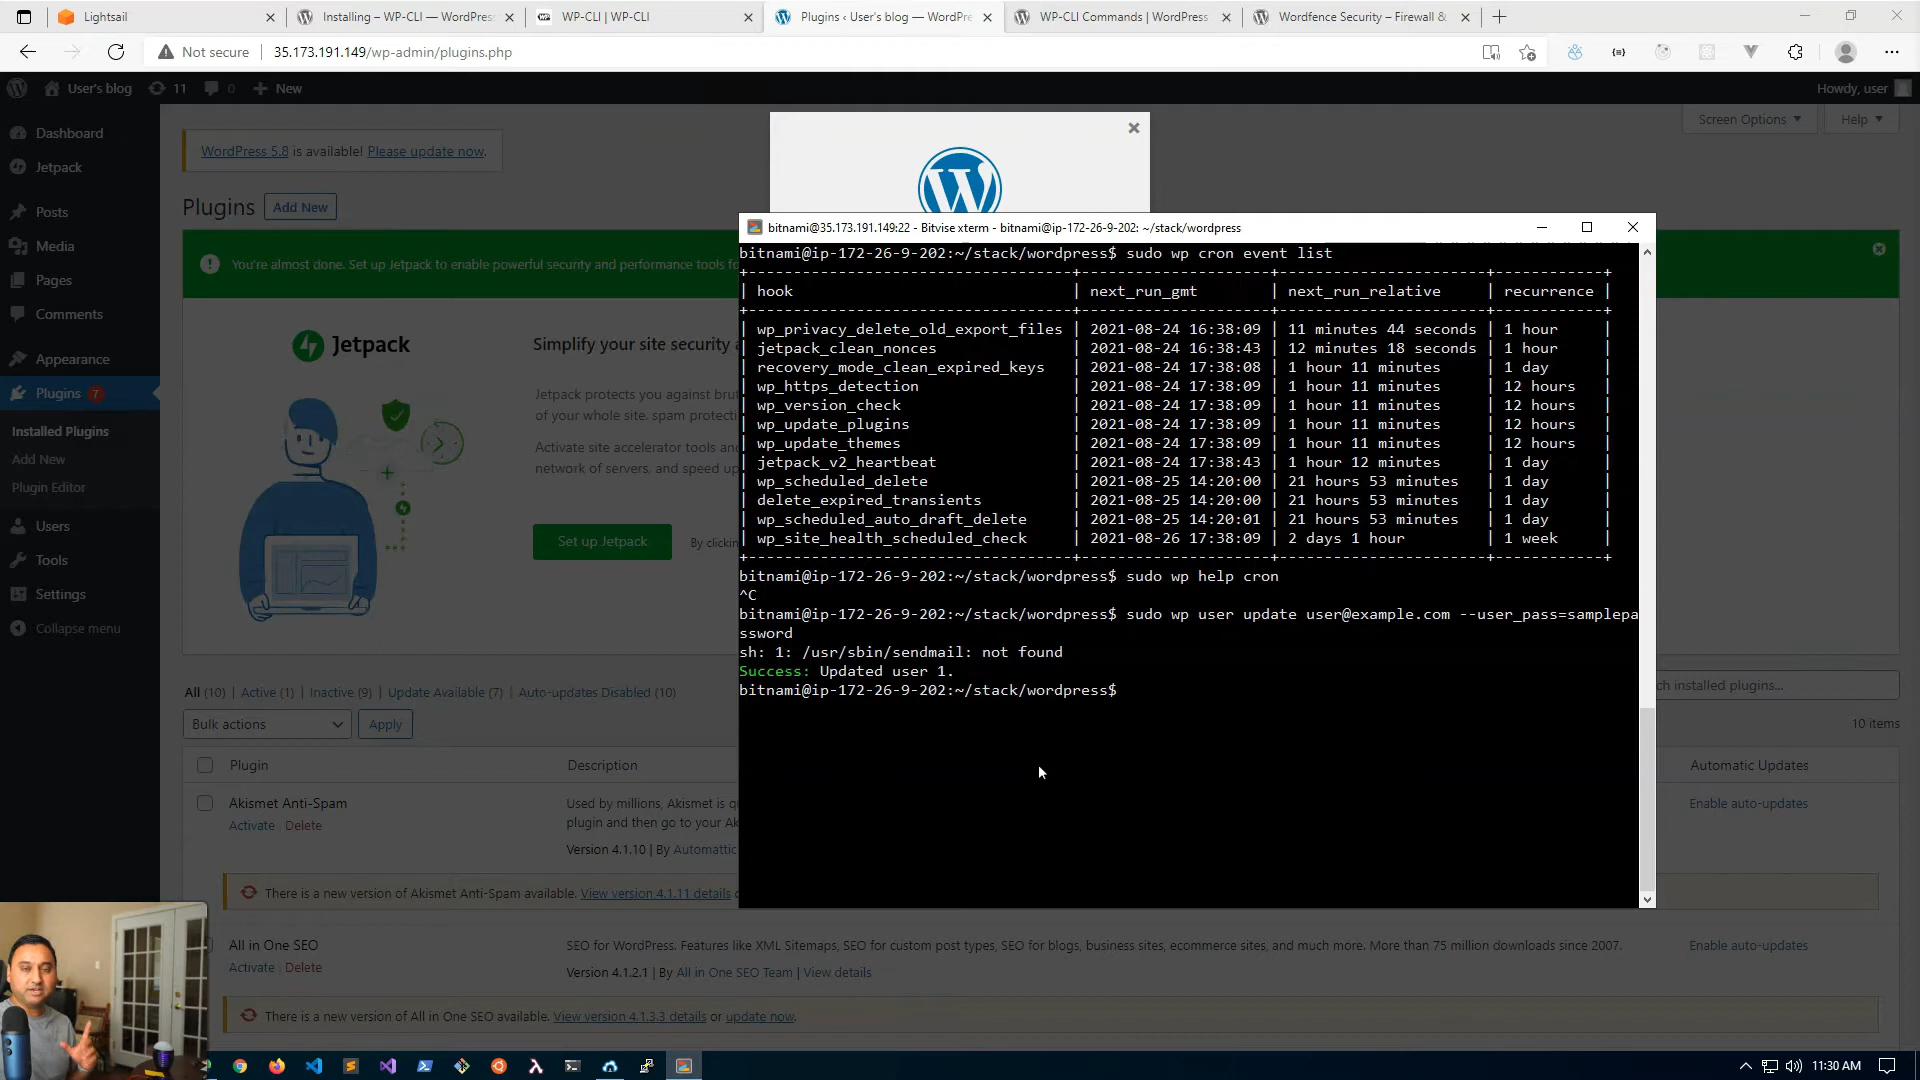 Lightsail
Installing – WP-CLI — WordPress
WP-CLI | WP-CLI
Plugins ‹ User's blog — WordPre
WP-CLI Commands | WordPress
Wordfence Security – Firewall &
Not secure
35.173.191.149/wp-admin/plugins.php
User's blog
11
0
New
Howdy, user
Dashboard
Jetpack
Posts
Media
Pages
Comments
Appearance
Plugins 7
Installed Plugins
Add New
Plugin Editor
Users
Tools
Settings
Collapse menu
Screen Options
Help
WordPress 5.8 is available! Please update now.
Plugins
Add New
You're almost done. Set up Jetpack to enable powerful security and performance tools fo
Jetpack
Simplify your site security a
Jetpack protects you against bru
of your whole site. spam protecti
Activate site accelerator tools and
network of servers, and speed up
Set up Jetpack
By clickin
All (10) | Active (1) | Inactive (9) | Update Available (7) | Auto-updates Disabled (10)
ch installed plugins...
Bulk actions
Apply
10 items
Plugin
Description
Automatic Updates
Akismet Anti-Spam
Activate | Delete
Used by millions, Akismet is q
plugin and then go to your Ak
Version 4.1.10 | By Automattic
Enable auto-updates
There is a new version of Akismet Anti-Spam available. View version 4.1.11 details
All in One SEO
Activate | Delete
SEO for WordPress. Features like XML Sitemaps, SEO for custom post types, SEO for blogs, business sites, ecommerce sites, and much more. More than 75 million downloads since 2007.
Version 4.1.2.1 | By All in One SEO Team | View details
Enable auto-updates
There is a new version of All in One SEO available. View version 4.1.3.3 details or update now.
bitnami@35.173.191.149:22 - Bitvise xterm - bitnami@ip-172-26-9-202: ~/stack/wordpress
bitnami@ip-172-26-9-202:~/stack/wordpress$ sudo wp cron event list
| hook | next_run_gmt | next_run_relative | recurrence |
| wp_privacy_delete_old_export_files | 2021-08-24 16:38:09 | 11 minutes 44 seconds | 1 hour |
| jetpack_clean_nonces | 2021-08-24 16:38:43 | 12 minutes 18 seconds | 1 hour |
| recovery_mode_clean_expired_keys | 2021-08-24 17:38:08 | 1 hour 11 minutes | 1 day |
| wp_https_detection | 2021-08-24 17:38:09 | 1 hour 11 minutes | 12 hours |
| wp_version_check | 2021-08-24 17:38:09 | 1 hour 11 minutes | 12 hours |
| wp_update_plugins | 2021-08-24 17:38:09 | 1 hour 11 minutes | 12 hours |
| wp_update_themes | 2021-08-24 17:38:09 | 1 hour 11 minutes | 12 hours |
| jetpack_v2_heartbeat | 2021-08-24 17:38:43 | 1 hour 12 minutes | 1 day |
| wp_scheduled_delete | 2021-08-25 14:20:00 | 21 hours 53 minutes | 1 day |
| delete_expired_transients | 2021-08-25 14:20:00 | 21 hours 53 minutes | 1 day |
| wp_scheduled_auto_draft_delete | 2021-08-25 14:20:01 | 21 hours 53 minutes | 1 day |
| wp_site_health_scheduled_check | 2021-08-26 17:38:09 | 2 days 1 hour | 1 week |
bitnami@ip-172-26-9-202:~/stack/wordpress$ sudo wp help cron
^C
bitnami@ip-172-26-9-202:~/stack/wordpress$ sudo wp user update user@example.com --user_pass=samplepa
ssword
sh: 1: /usr/sbin/sendmail: not found
Success: Updated user 1.
bitnami@ip-172-26-9-202:~/stack/wordpress$
11:30 AM